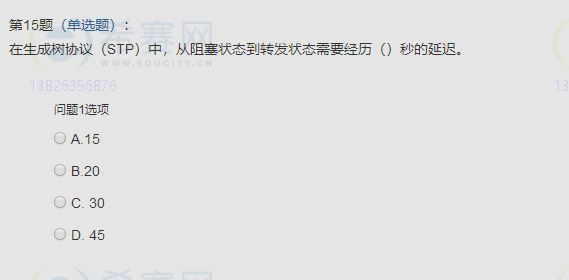 第15题（单选题）：
在生成树协议（STP）中，从阻塞状态到转发状态需要经历（）秒的延迟。
希赛网
WWW.EDUCITY.CN
13826356876
13
问题1选项
A.15
B.20
C. 30
D. 45
希赛网